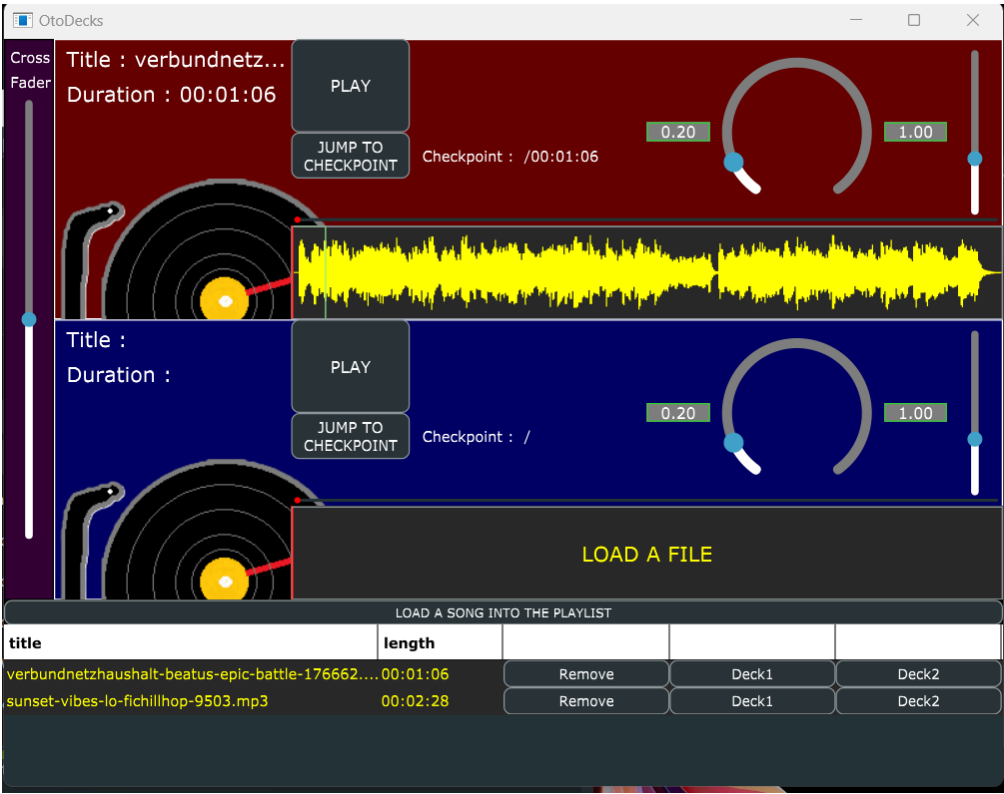 OtoDecks
Cross
Fader
Title : verbundnetz...
Duration : 00:01:06
PLAY
JUMP TO
CHECKPOINT
Checkpoint : /00:01:06
0.20
1.00
Title :
Duration :
PLAY
JUMP TO
CHECKPOINT
Checkpoint : /
0.20
1.00
LOAD A FILE
LOAD A SONG INTO THE PLAYLIST
title length
verbundnetzhaushalt-beatus-epic-battle-176662.... 00:01:06 Remove Deck1 Deck2
sunset-vibes-lo-fichillhop-9503.mp3 00:02:28 Remove Deck1 Deck2